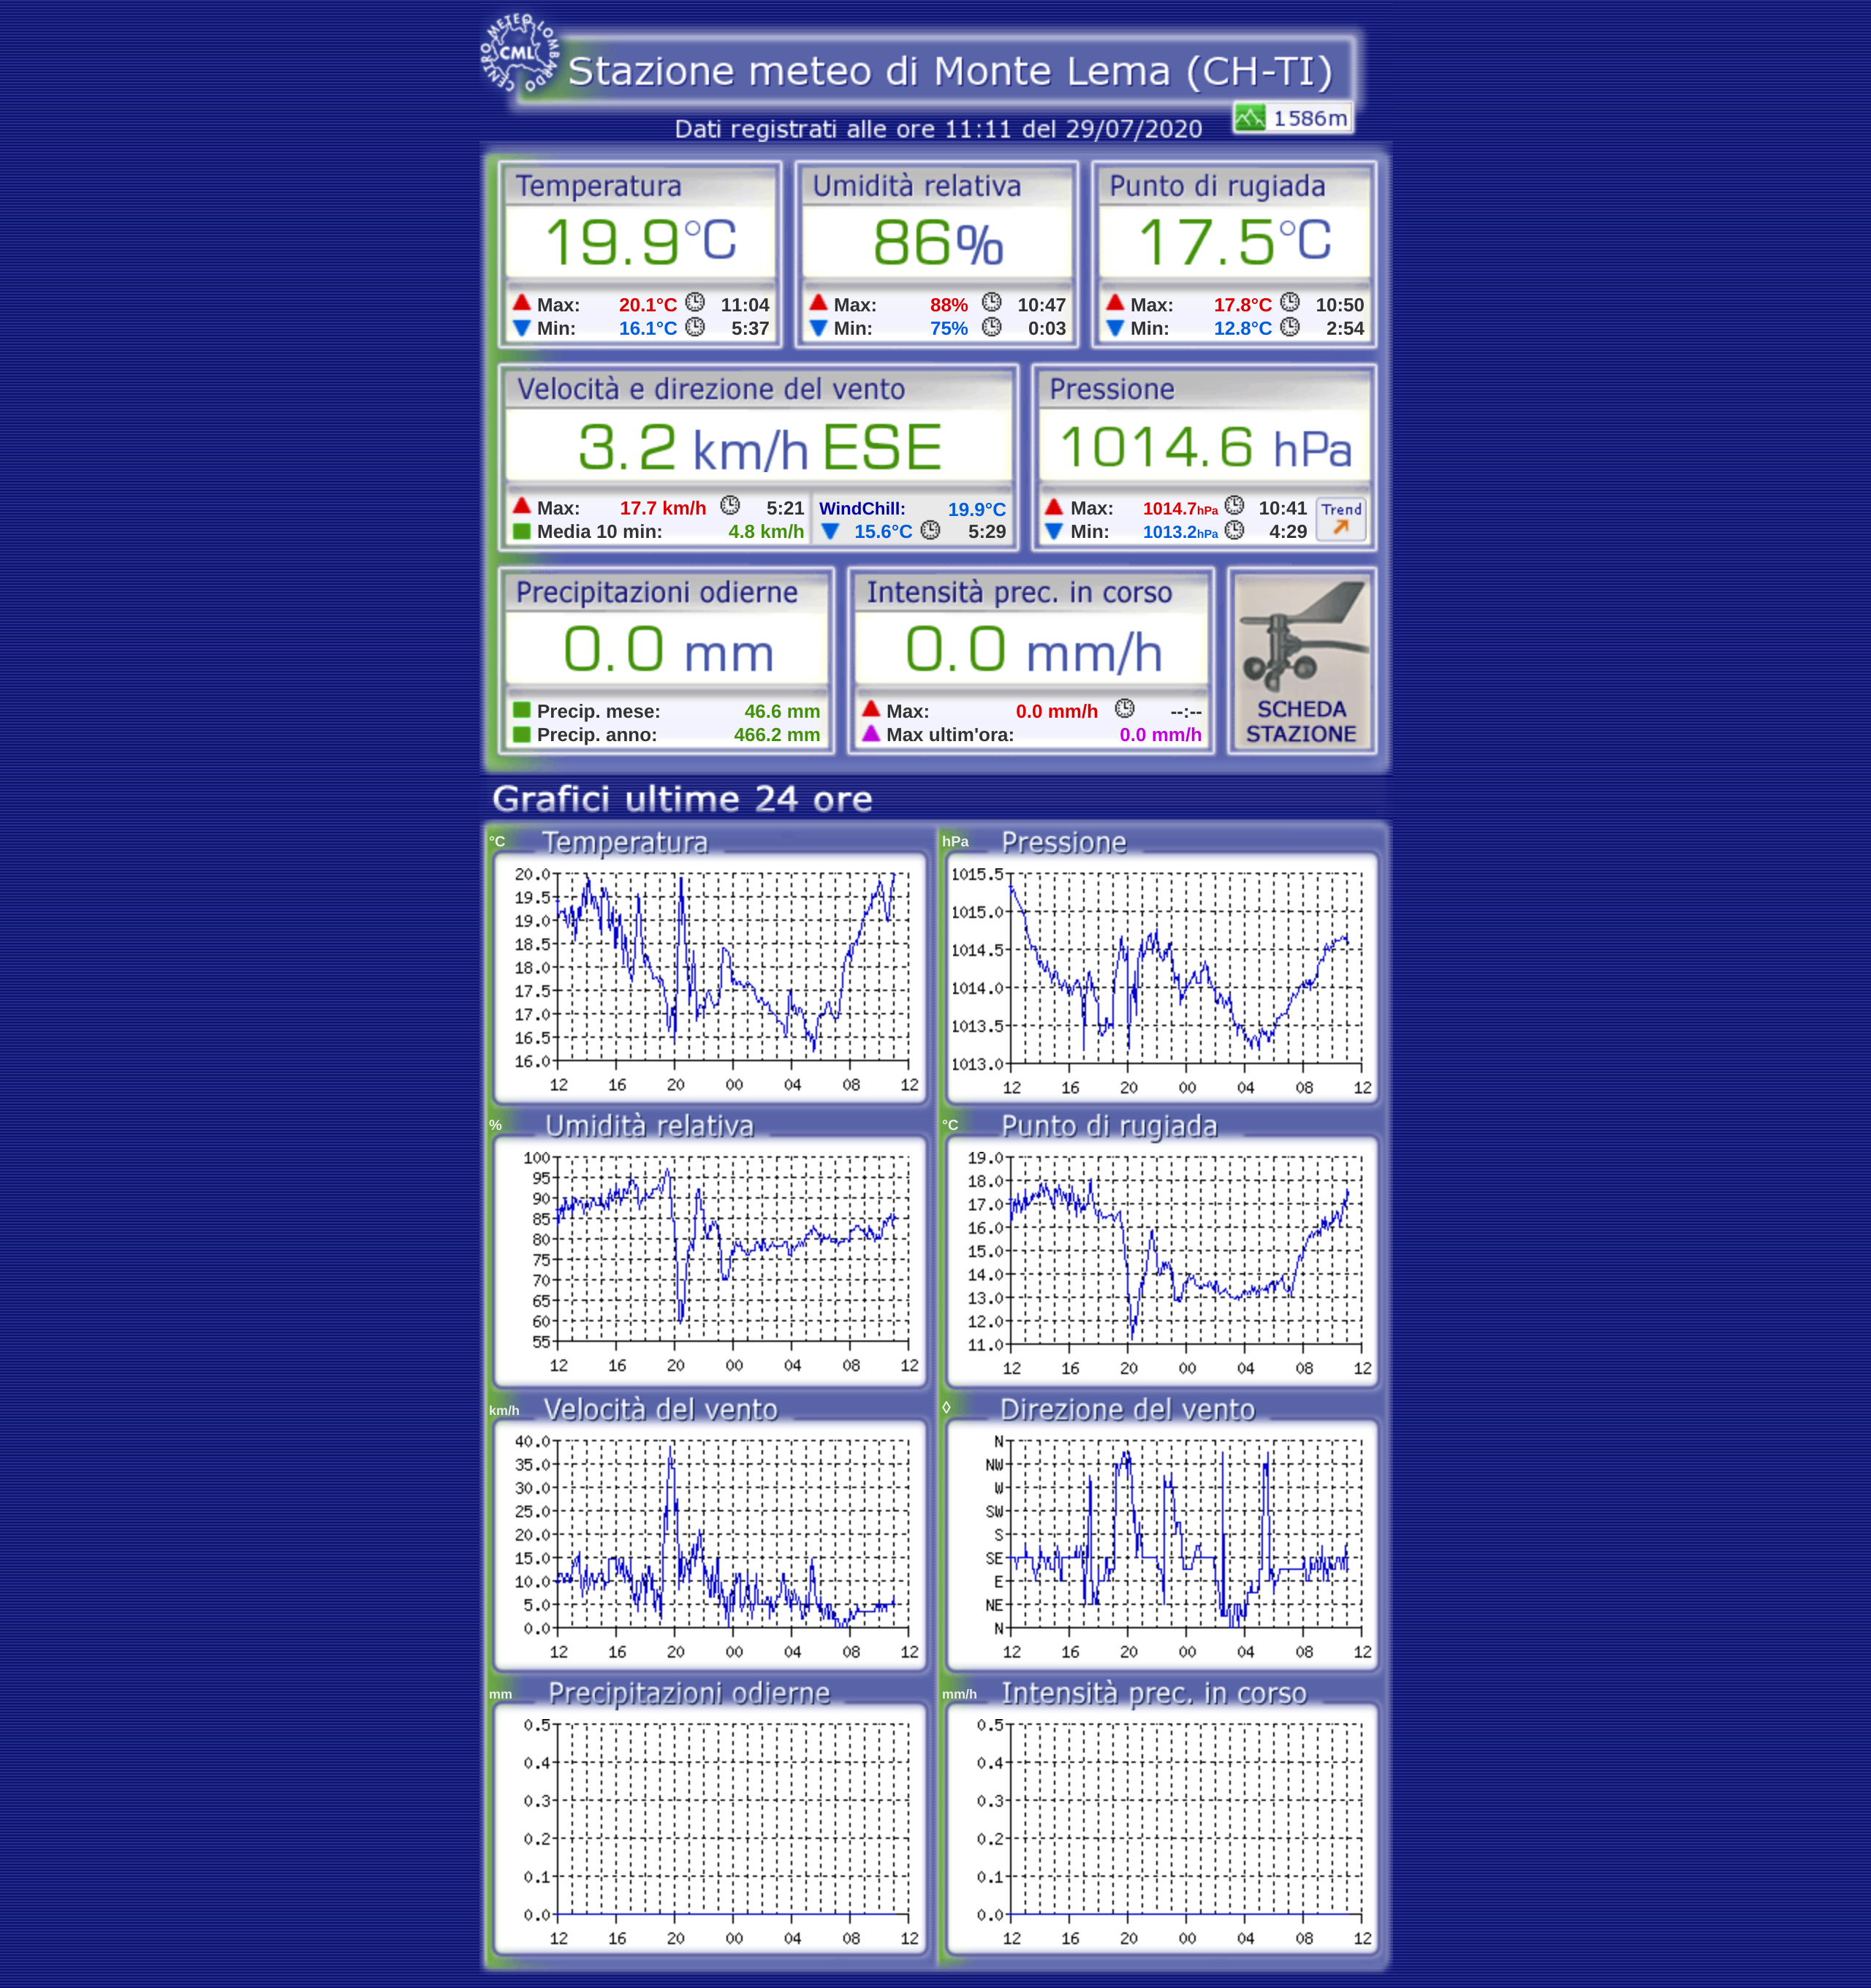 CENTRO METEO LOMBARDO
CML
Stazione meteo di Monte Lema (CH-TI)
1586m
Dati registrati alle ore 11:11 del 29/07/2020
Temperatura
19.9°C
Max: 20.1°C 11:04
Min: 16.1°C 5:37
Umidità relativa
86%
Max: 88% 10:47
Min: 75% 0:03
Punto di rugiada
17.5°C
Max: 17.8°C 10:50
Min: 12.8°C 2:54
Velocità e direzione del vento
3.2 km/h ESE
Max: 17.7 km/h 5:21
Media 10 min: 4.8 km/h
WindChill: 19.9°C
15.6°C 5:29
Pressione
1014.6 hPa
Max: 1014.7hPa 10:41
Min: 1013.2hPa 4:29
Trend
Precipitazioni odierne
0.0 mm
Precip. mese: 46.6 mm
Precip. anno: 466.2 mm
Intensità prec. in corso
0.0 mm/h
Max: 0.0 mm/h --:--
Max ultim'ora: 0.0 mm/h
SCHEDA
STAZIONE
Grafici ultime 24 ore
°C Temperatura
20.0
19.5
19.0
18.5
18.0
17.5
17.0
16.5
16.0
12 16 20 00 04 08 12
hPa Pressione
1015.5
1015.0
1014.5
1014.0
1013.5
1013.0
12 16 20 00 04 08 12
% Umidità relativa
100
95
90
85
80
75
70
65
60
55
12 16 20 00 04 08 12
°C Punto di rugiada
19.0
18.0
17.0
16.0
15.0
14.0
13.0
12.0
11.0
12 16 20 00 04 08 12
km/h Velocità del vento
40.0
35.0
30.0
25.0
20.0
15.0
10.0
5.0
0.0
12 16 20 00 04 08 12
◊ Direzione del vento
N
NW
W
SW
S
SE
E
NE
N
12 16 20 00 04 08 12
mm Precipitazioni odierne
0.5
0.4
0.3
0.2
0.1
0.0
12 16 20 00 04 08 12
mm/h Intensità prec. in corso
0.5
0.4
0.3
0.2
0.1
0.0
12 16 20 00 04 08 12